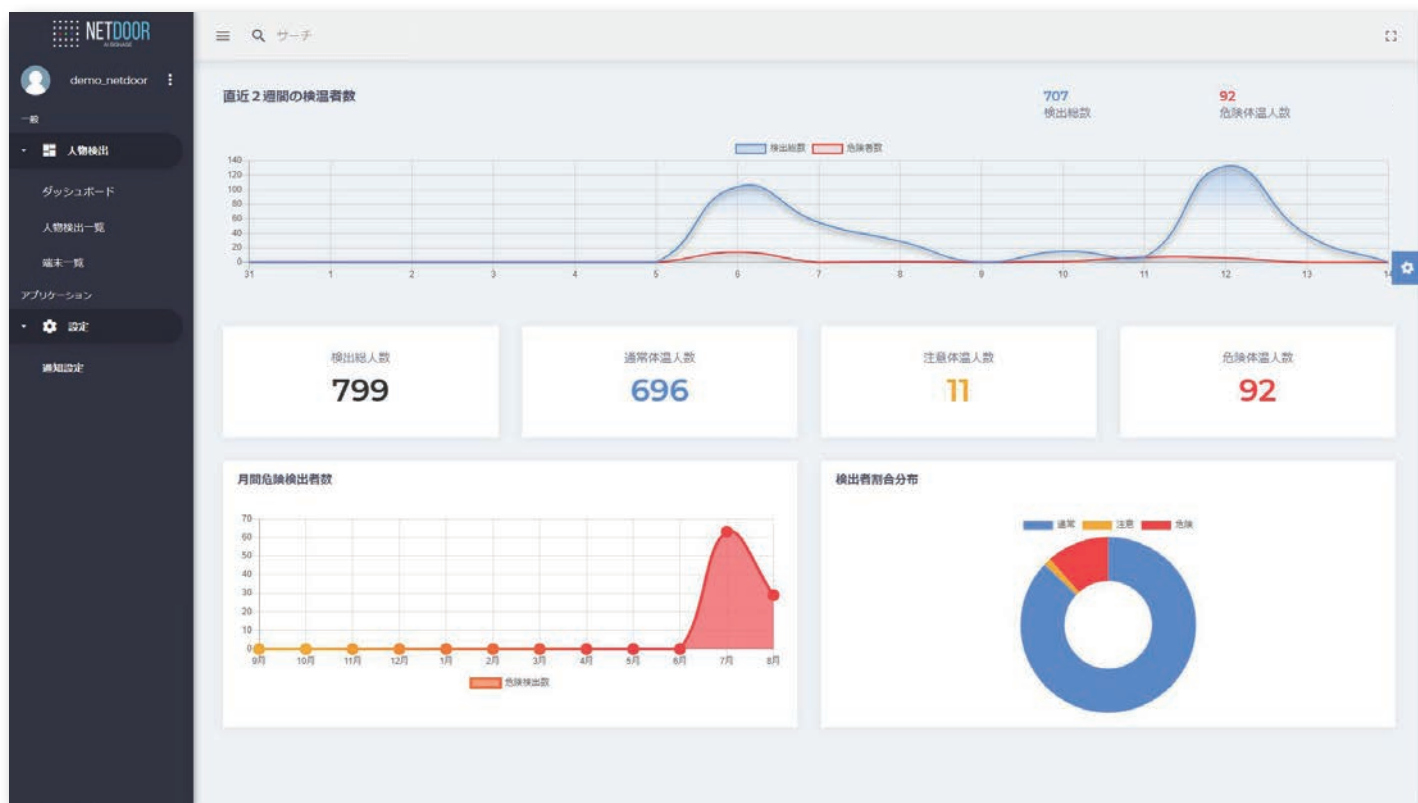 NETDOOR
AI SIGNAGE
サーチ
demo_netdoor
一般
人物検出
ダッシュボード
人物検出一覧
端末一覧
アプリケーション
設定
通知設定
直近２週間の検温者数
707
検出総数
92
危険体温人数
検出総数 危険者数
140
120
100
80
60
40
20
0
31 1 2 3 4 5 6 7 8 9 10 11 12 13 14
検出総人数
799
通常体温人数
696
注意体温人数
11
危険体温人数
92
月間危険検出者数
70
60
50
40
30
20
10
0
9月 10月 11月 12月 1月 2月 3月 4月 5月 6月 7月 8月
危険検出数
検出者割合分布
通常 注意 危険